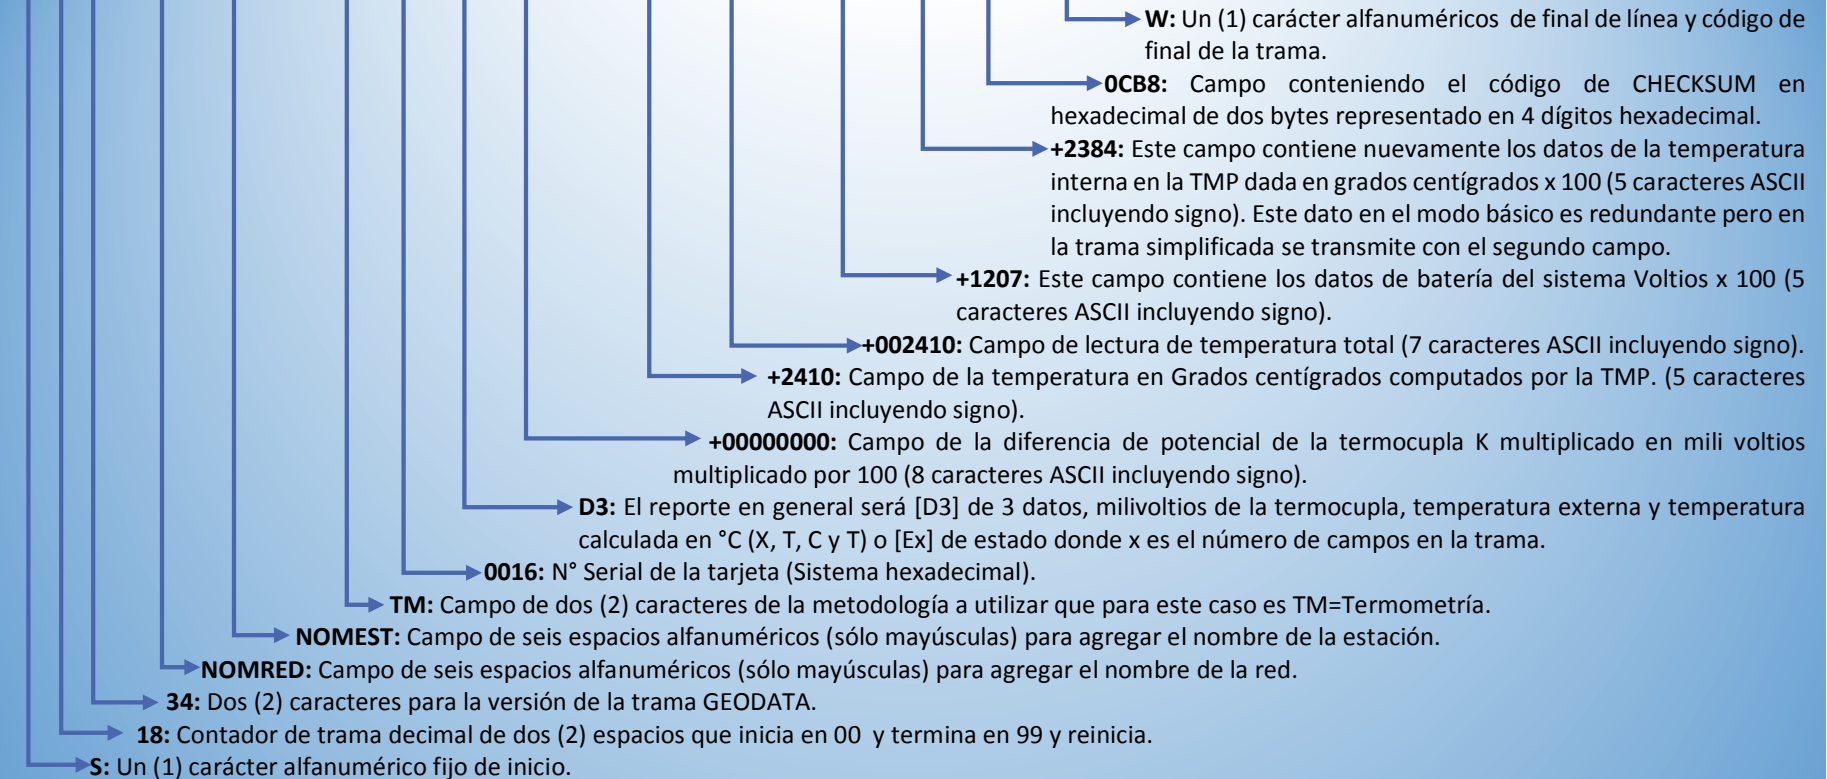 W: Un (1) carácter alfanuméricos de final de línea y código de
final de la trama.
0CB8: Campo conteniendo el código de CHECKSUM en
hexadecimal de dos bytes representado en 4 dígitos hexadecimal.
+2384: Este campo contiene nuevamente los datos de la temperatura
interna en la TMP dada en grados centígrados x 100 (5 caracteres ASCII
incluyendo signo). Este dato en el modo básico es redundante pero en
la trama simplificada se transmite con el segundo campo.
+1207: Este campo contiene los datos de batería del sistema Voltios x 100 (5
caracteres ASCII incluyendo signo).
+002410: Campo de lectura de temperatura total (7 caracteres ASCII incluyendo signo).
+2410: Campo de la temperatura en Grados centígrados computados por la TMP. (5 caracteres
ASCII incluyendo signo).
+00000000: Campo de la diferencia de potencial de la termocupla K multiplicado en mili voltios
multiplicado por 100 (8 caracteres ASCII incluyendo signo).
D3: El reporte en general será [D3] de 3 datos, milivoltios de la termocupla, temperatura externa y temperatura
calculada en °C (X, T, C y T) o [Ex] de estado donde x es el número de campos en la trama.
0016: N° Serial de la tarjeta (Sistema hexadecimal).
TM: Campo de dos (2) caracteres de la metodología a utilizar que para este caso es TM=Termometría.
NOMEST: Campo de seis espacios alfanuméricos (sólo mayúsculas) para agregar el nombre de la estación.
NOMRED: Campo de seis espacios alfanuméricos (sólo mayúsculas) para agregar el nombre de la red.
34: Dos (2) caracteres para la versión de la trama GEODATA.
18: Contador de trama decimal de dos (2) espacios que inicia en 00 y termina en 99 y reinicia.
S: Un (1) carácter alfanumérico fijo de inicio.